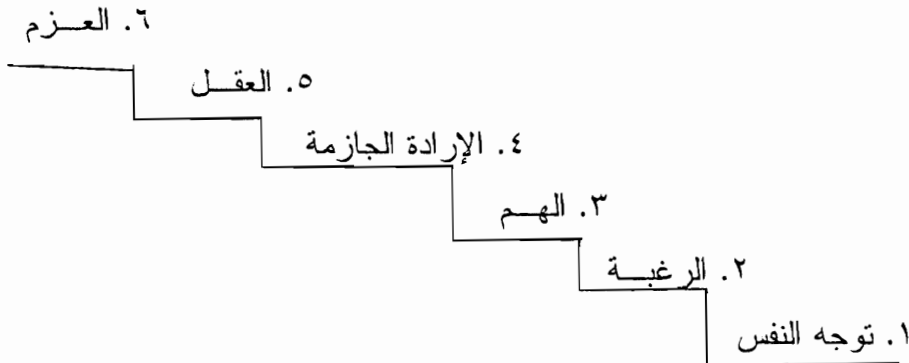 ٦. العـــزم
٥. العقـــل
٤. الإرادة الجازمة
٣. الهـــم
٢. الرغبـــة
١. توجه النفس